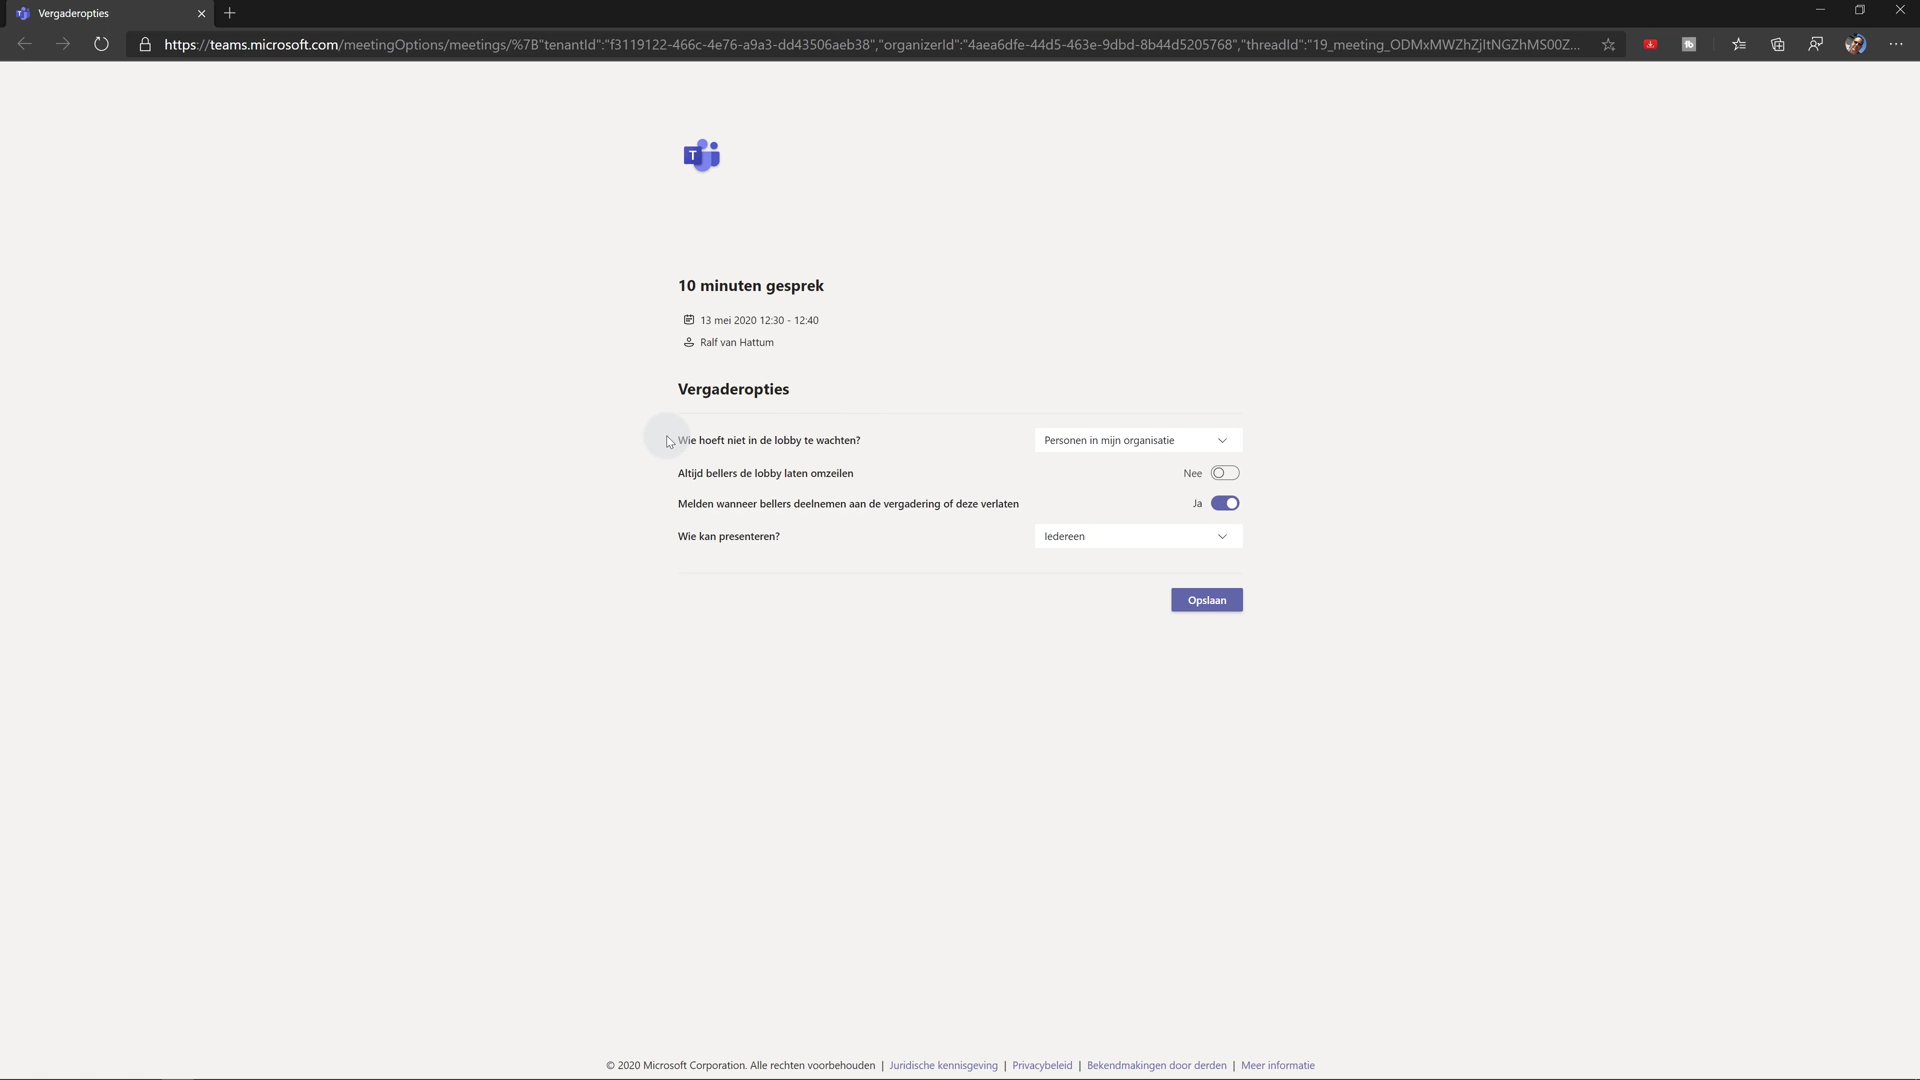 Vergaderopties
https://teams.microsoft.com/meetingOptions/meetings/%7B"tenantId":"f3119122-466c-4e76-a9a3-dd43506aeb38","organizerId":"4aea6dfe-44d5-463e-9dbd-8b44d5205768","threadId":"19_meeting_ODMxMWZhZjltNGZhMS00Z...
T
10 minuten gesprek
13 mei 2020 12:30 - 12:40
Ralf van Hattum
Vergaderopties
Wie hoeft niet in de lobby te wachten? Personen in mijn organisatie
Altijd bellers de lobby laten omzeilen Nee
Melden wanneer bellers deelnemen aan de vergadering of deze verlaten Ja
Wie kan presenteren? Iedereen
Opslaan
© 2020 Microsoft Corporation. Alle rechten voorbehouden | Juridische kennisgeving | Privacybeleid | Bekendmakingen door derden | Meer informatie